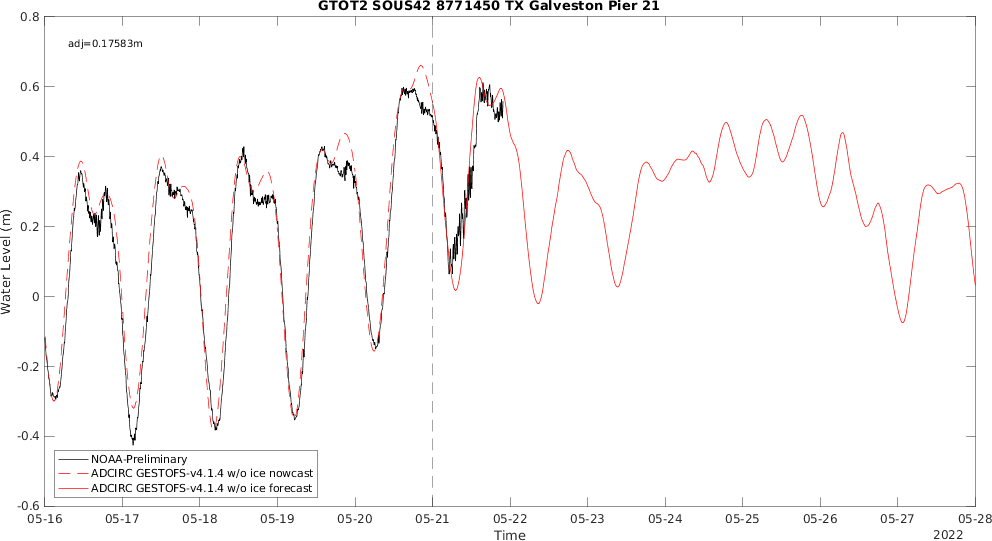 GTOT2 SOUS42 8771450 TX Galveston Pier 21
adj=0.17583m
0.8
0.6
0.4
0.2
0
-0.2
-0.4
-0.6
Water Level (m)
NOAA-Preliminary
ADCIRC GESTOFS-v4.1.4 w/o ice nowcast
ADCIRC GESTOFS-v4.1.4 w/o ice forecast
05-16 05-17 05-18 05-19 05-20 05-21 05-22 05-23 05-24 05-25 05-26 05-27 05-28
Time
2022